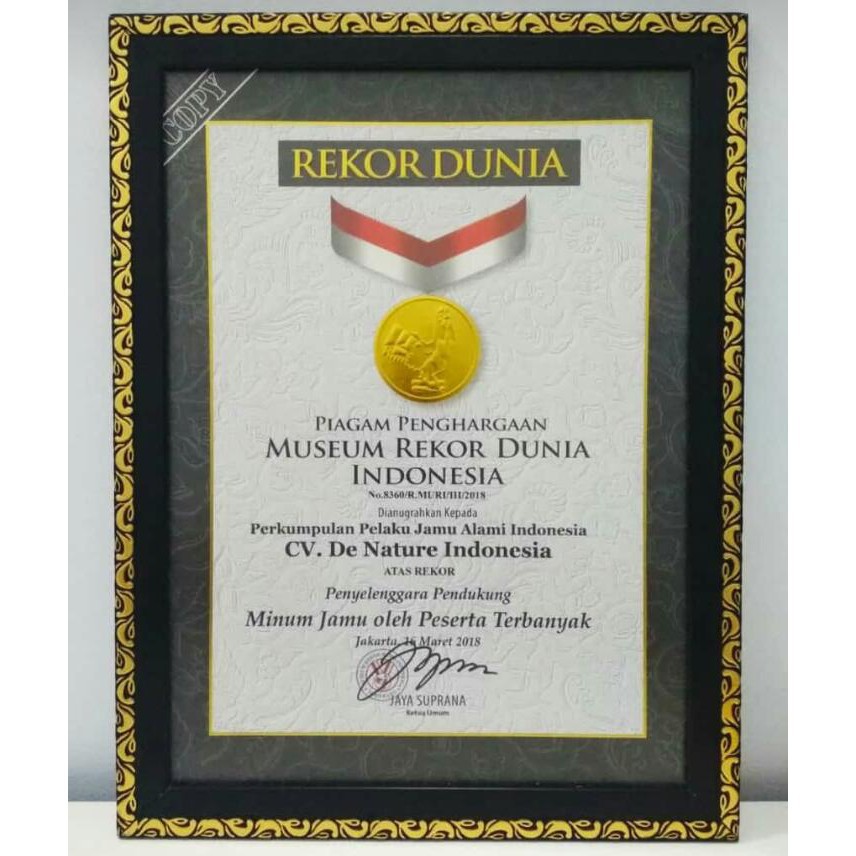 COPY
REKOR DUNIA
PIAGAM PENGHARGAAN
MUSEUM REKOR DUNIA
INDONESIA
No.8360/R.MURI/III/2018
Dianugrahkan Kepada
Perkumpulan Pelaku Jamu Alami Indonesia
CV. De Nature Indonesia
ATAS REKOR
Penyelenggara Pendukung
Minum Jamu oleh Peserta Terbanyak
Jakarta, 16 Maret 2018
JAYA SUPRANA
Ketua Umum